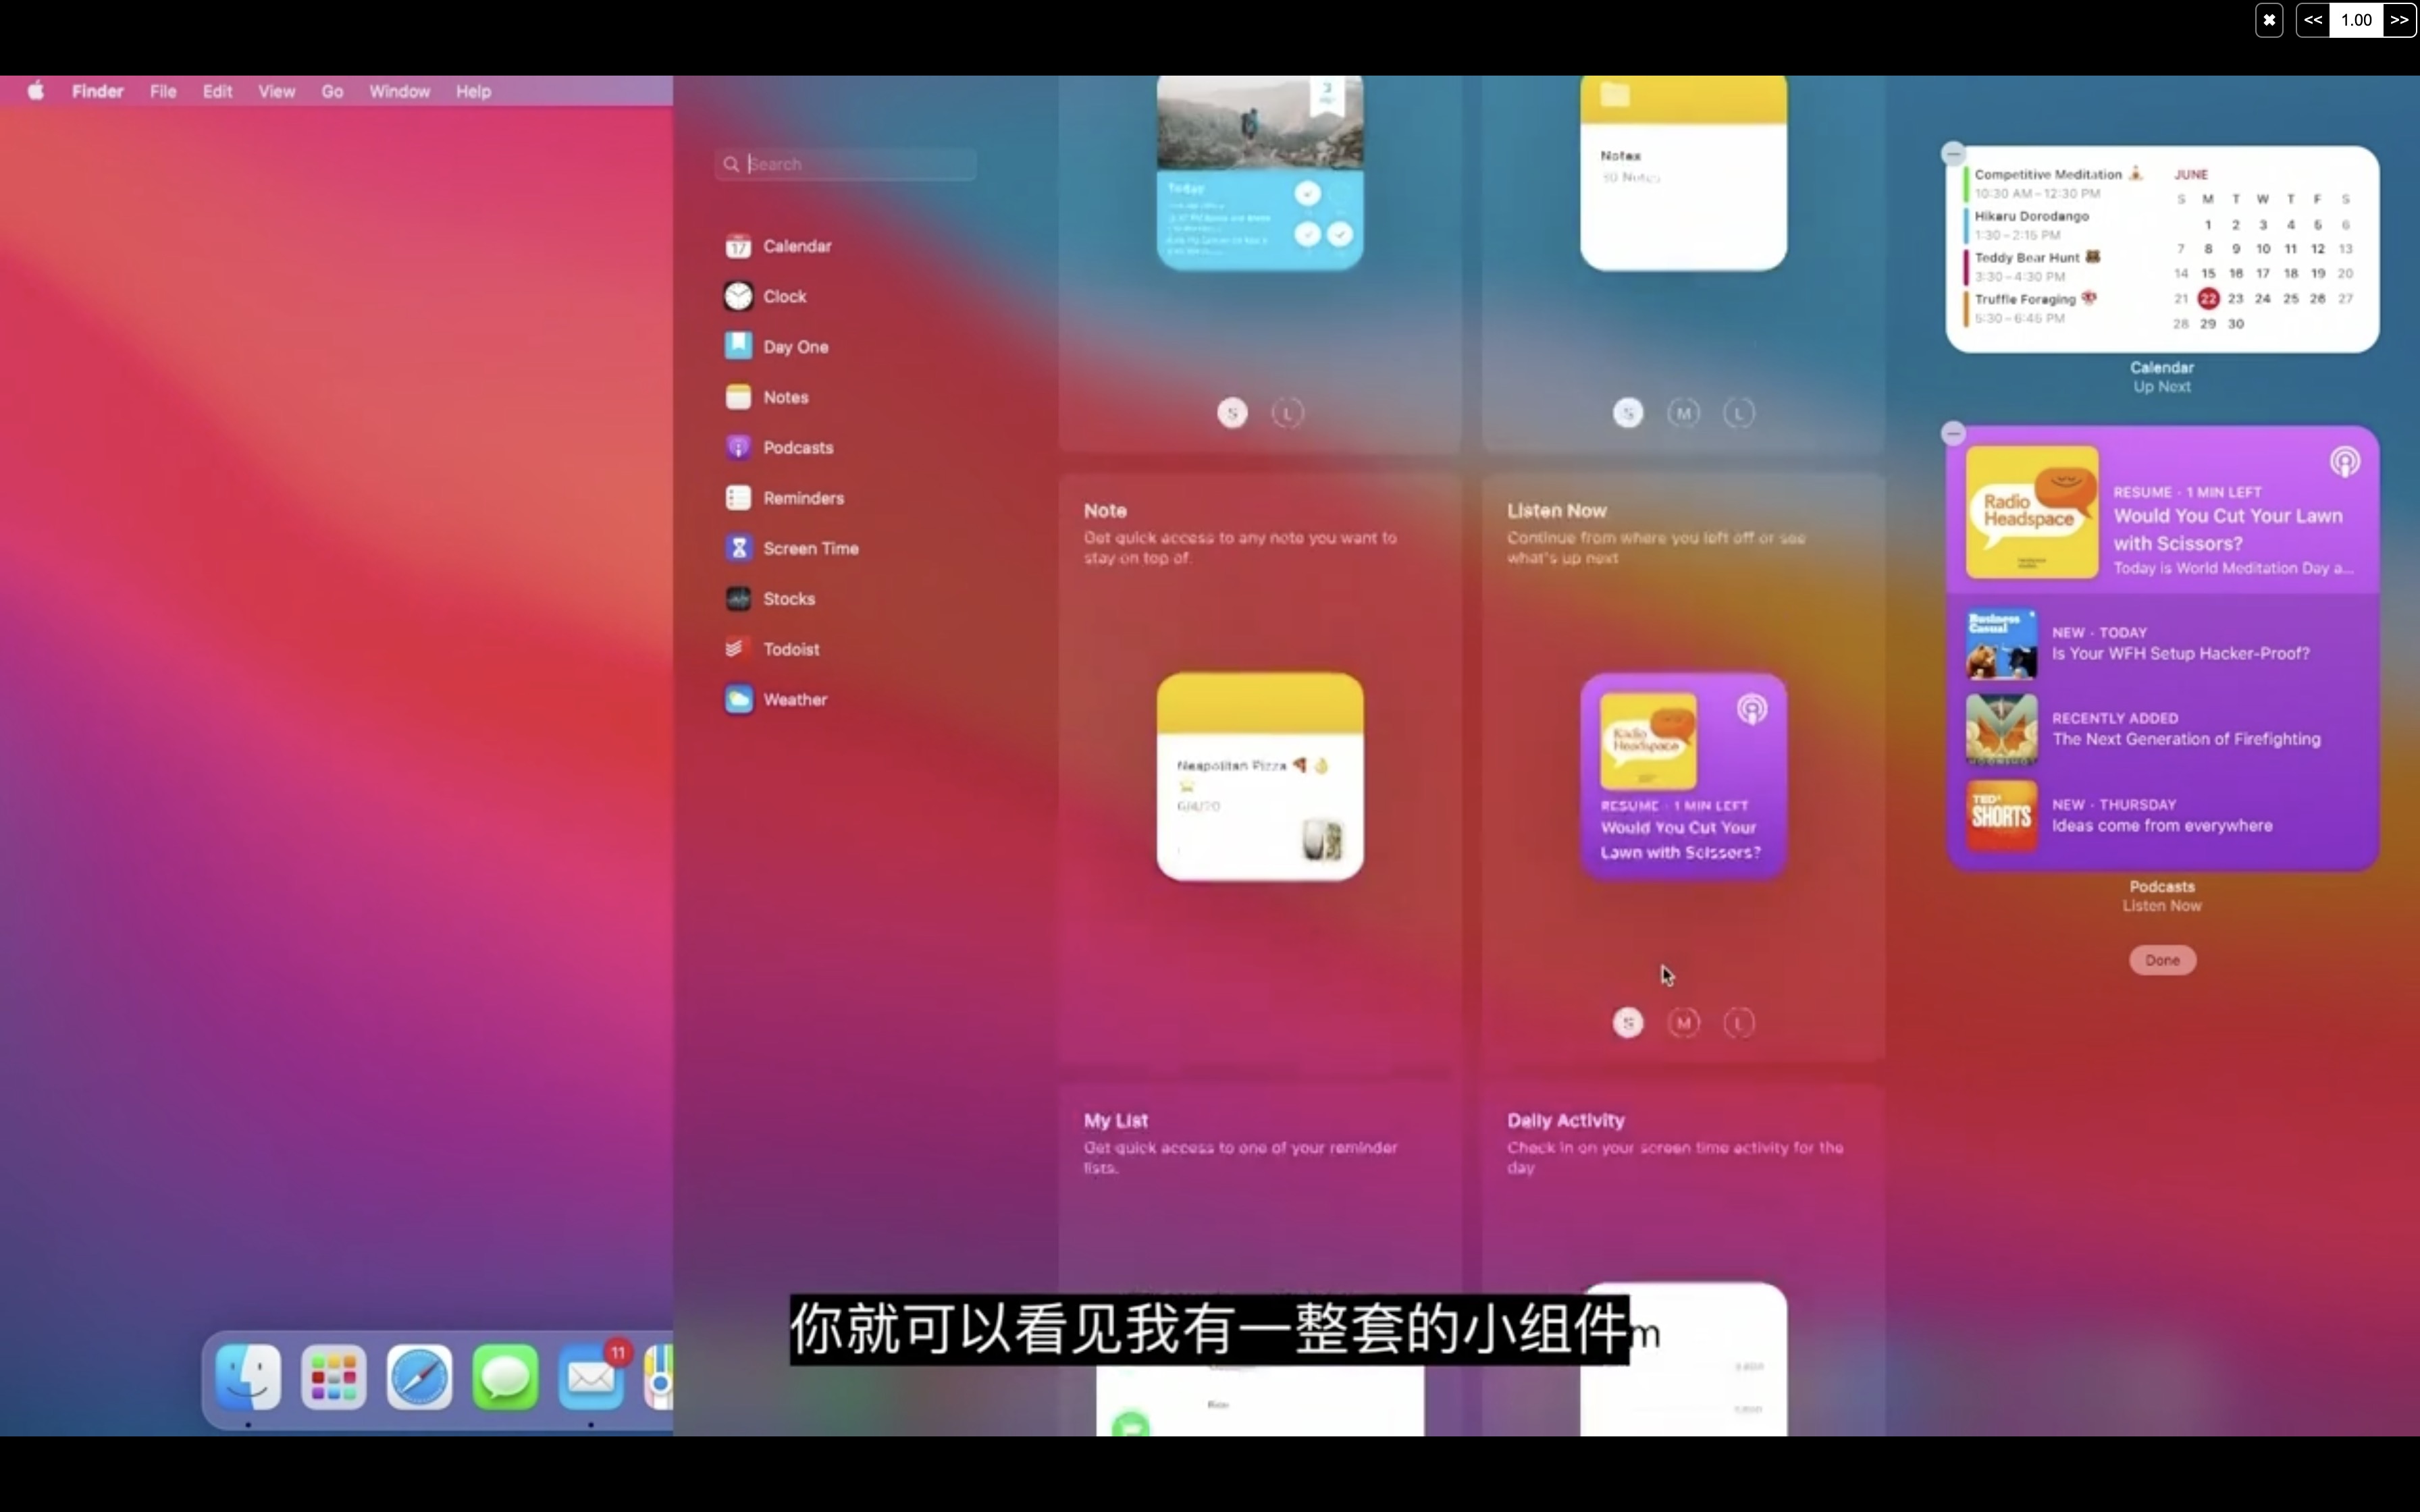 ✖ << 1.00 >>
Finder File Edit View Go Window Help
Search
Calendar
Clock
Day One
Notes
Podcasts
Reminders
Screen Time
Stocks
Todoist
Weather
Today
S L
Notes
S M L
Note
Get quick access to any note you want to
stay on top of.
Neapolitan Pizza
Listen Now
Continue from where you left off or see
what's up next
Radio
Headspace
RESUME · 1 MIN LEFT
Would You Cut Your
Lawn with Scissors?
S M L
My List
Get quick access to one of your reminder
lists.
Daily Activity
Check in on your screen time activity for the
day
m
Competitive Meditation
10:30 AM–12:30 PM
Hikaru Dorodango
1:30–2:15 PM
Teddy Bear Hunt
3:30–4:30 PM
Truffle Foraging
5:30–6:45 PM
JUNE
S M T W T F S
1 2 3 4 5 6
7 8 9 10 11 12 13
14 15 16 17 18 19 20
21 22 23 24 25 26 27
28 29 30
Calendar
Up Next
Radio
Headspace
RESUME · 1 MIN LEFT
Would You Cut Your Lawn
with Scissors?
Today is World Meditation Day a...
Business
Casual
NEW · TODAY
Is Your WFH Setup Hacker-Proof?
RECENTLY ADDED
The Next Generation of Firefighting
TED
SHORTS
NEW · THURSDAY
Ideas come from everywhere
Podcasts
Listen Now
Done
你就可以看见我有一整套的小组件
17
11